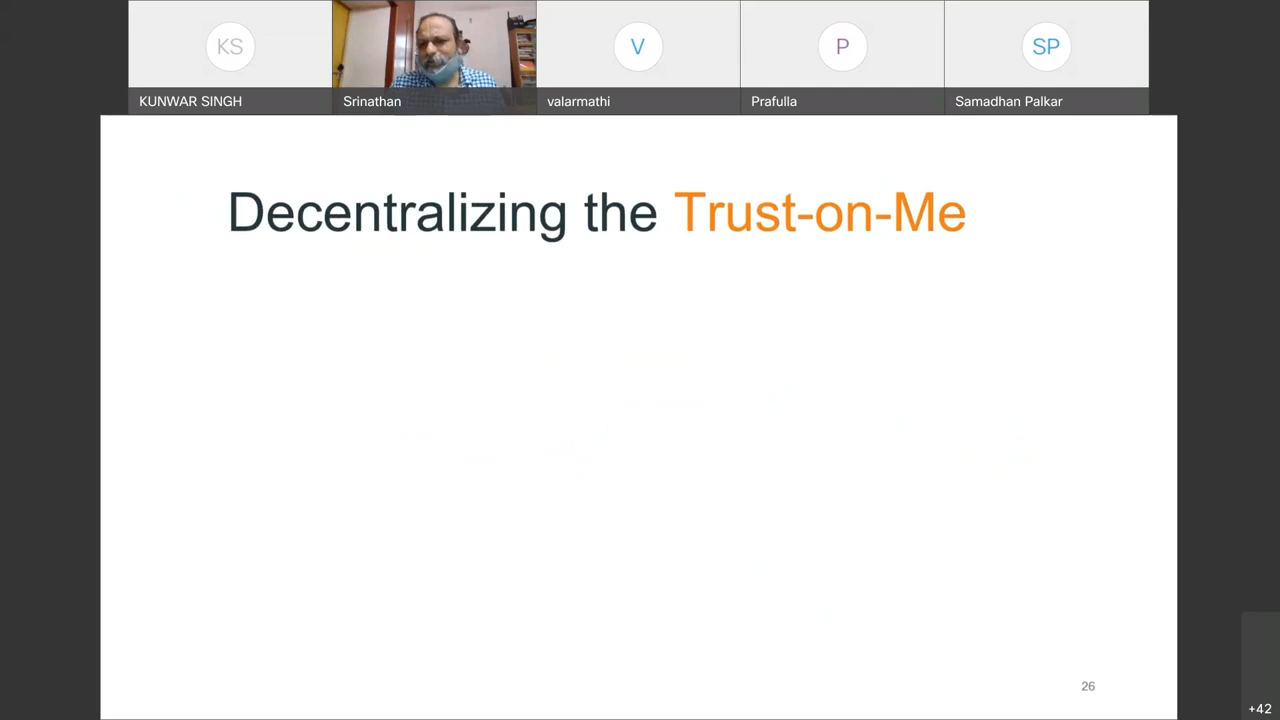 KS
V
P
SP
KUNWAR SINGH
Srinathan
valarmathi
Prafulla
Samadhan Palkar
Decentralizing the Trust-on-Me
26
+42